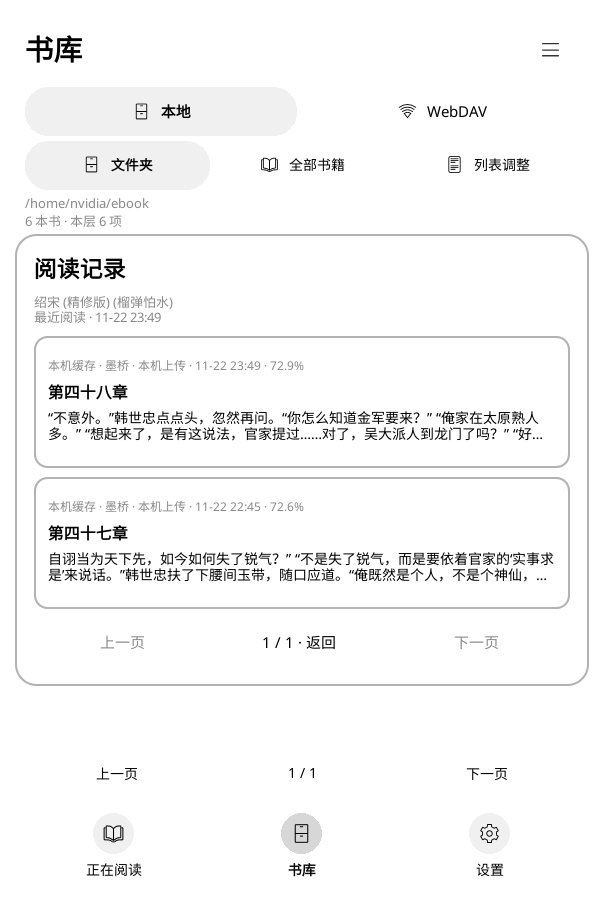 书库
本地
WebDAV
文件夹
全部书籍
列表调整
/home/nvidia/ebook
6 本书 · 本层 6 项
阅读记录
绍宋 (精修版) (榴弹怕水)
最近阅读 · 11-22 23:49
本机缓存 · 墨桥 · 本机上传 · 11-22 23:49 · 72.9%
第四十八章
“不意外。”韩世忠点点头，忽然再问。“你怎么知道金军要来？” “俺家在太原熟人
多。” “想起来了，是有这说法，官家提过……对了，吴大派人到龙门了吗？” “好...
本机缓存 · 墨桥 · 本机上传 · 11-22 22:45 · 72.6%
第四十七章
自诩当为天下先，如今如何失了锐气？” “不是失了锐气，而是要依着官家的‘实事求
是’来说话。”韩世忠扶了下腰间玉带，随口应道。“俺既然是个人，不是个神仙，...
上一页
1 / 1 · 返回
下一页
上一页
1 / 1
下一页
正在阅读
书库
设置